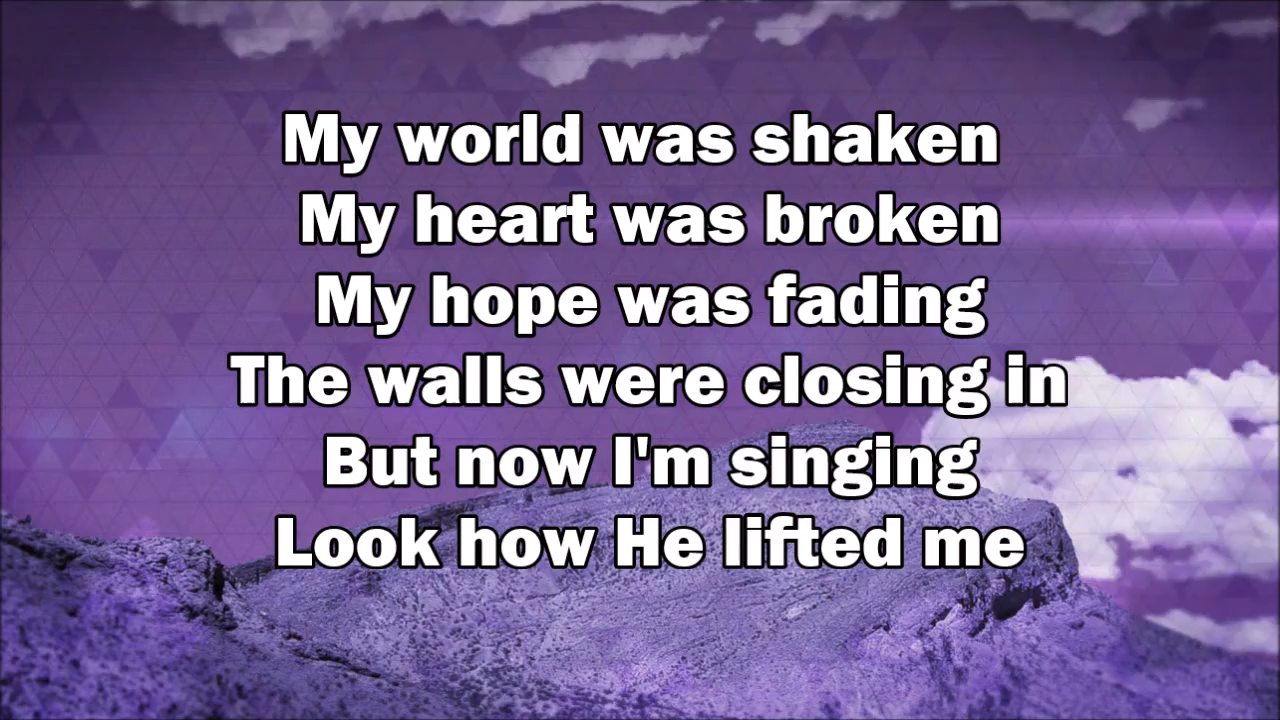 My world was shaken
My heart was broken
My hope was fading
The walls were closing in
But now I'm singing
Look how He lifted me